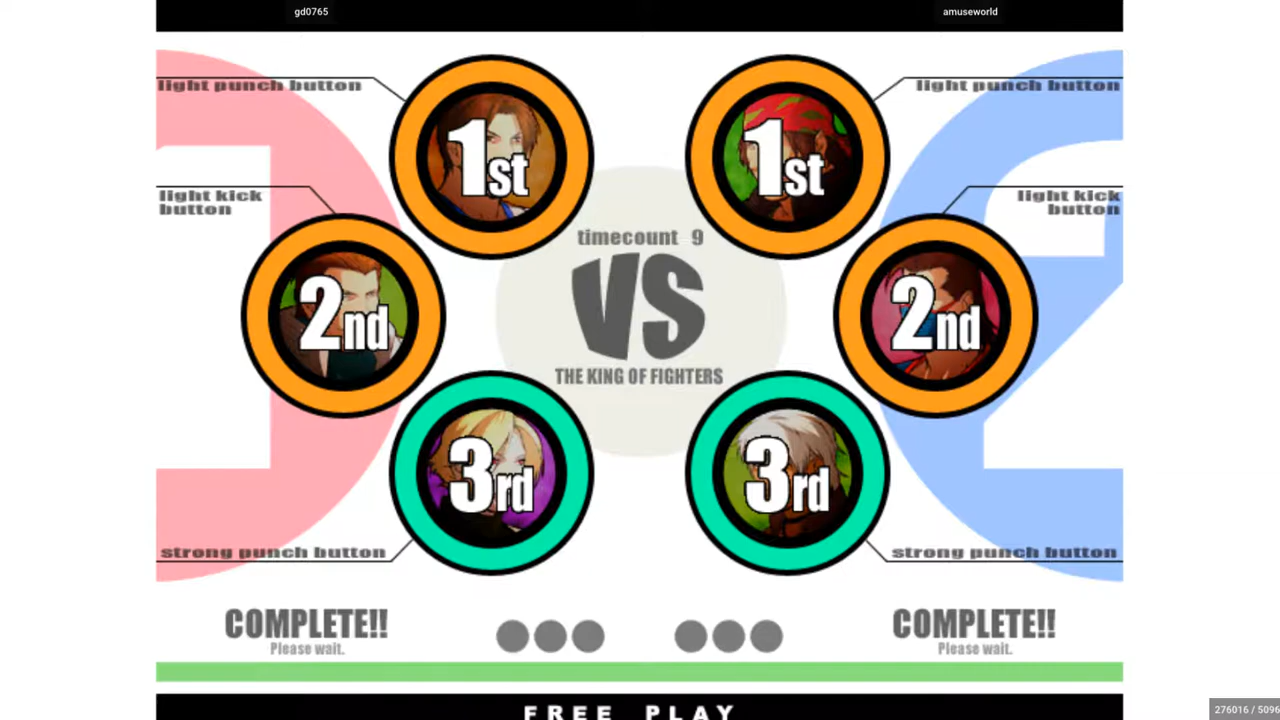 gd0765
amuseworld
light punch button
light punch button
1st
1st
light kick
button
light kick
button
timecount 9
VS
THE KING OF FIGHTERS
2nd
2nd
3rd
3rd
strong punch button
strong punch button
COMPLETE!!
Please wait.
COMPLETE!!
Please wait.
FREE PLAY
276016 / 5096